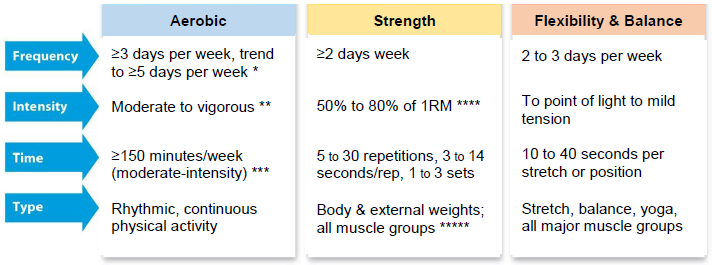 Aerobic
Strength
Flexibility & Balance
Frequency
≥3 days per week, trend
to ≥5 days per week *
≥2 days week
2 to 3 days per week
Intensity
Moderate to vigorous **
50% to 80% of 1RM ****
To point of light to mild
tension
Time
≥150 minutes/week
(moderate-intensity) ***
5 to 30 repetitions, 3 to 14
seconds/rep, 1 to 3 sets
10 to 40 seconds per
stretch or position
Type
Rhythmic, continuous
physical activity
Body & external weights;
all muscle groups *****
Stretch, balance, yoga,
all major muscle groups